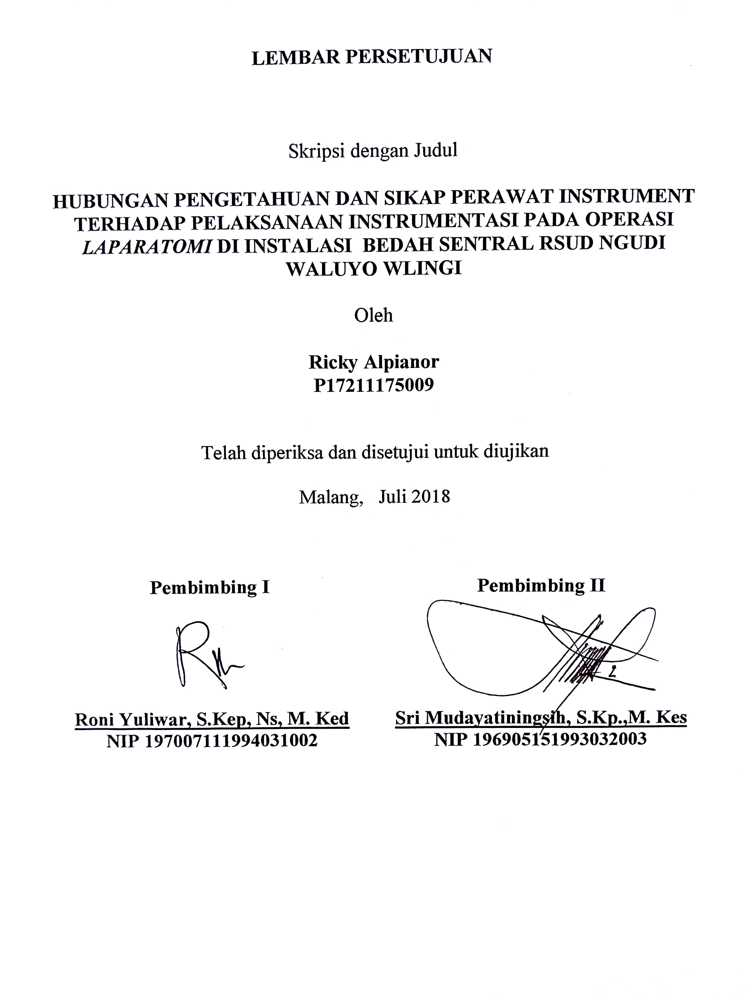 LEMBAR PERSETUJUAN
Skripsi dengan Judul
HUBUNGAN PENGETAHUAN DAN SIKAP PERAWAT INSTRUMENT
TERHADAP PELAKSANAAN INSTRUMENTASI PADA OPERASI
LAPARATOMI DI INSTALASI BEDAH SENTRAL RSUD NGUDI
WALUYO WLINGI
Oleh
Ricky Alpianor
P17211175009
Telah diperiksa dan disetujui untuk diujikan
Malang, Juli 2018
Pembimbing I
Roni Yuliwar, S.Kep, Ns, M. Ked
NIP 197007111994031002
Pembimbing II
Sri Mudayatiningsih, S.Kp.,M. Kes
NIP 196905151993032003